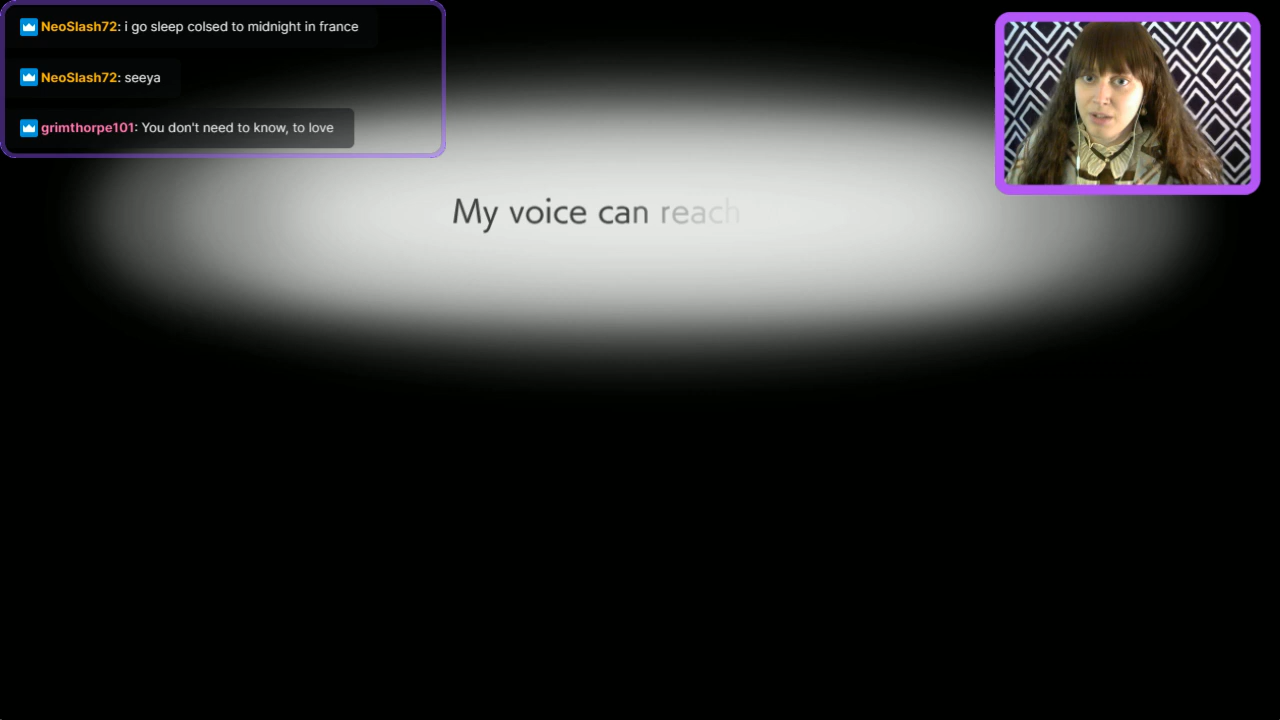 NeoSlash72: i go sleep colsed to midnight in france
NeoSlash72: seeya
grimthorpe101: You don't need to know, to love
My voice can reach